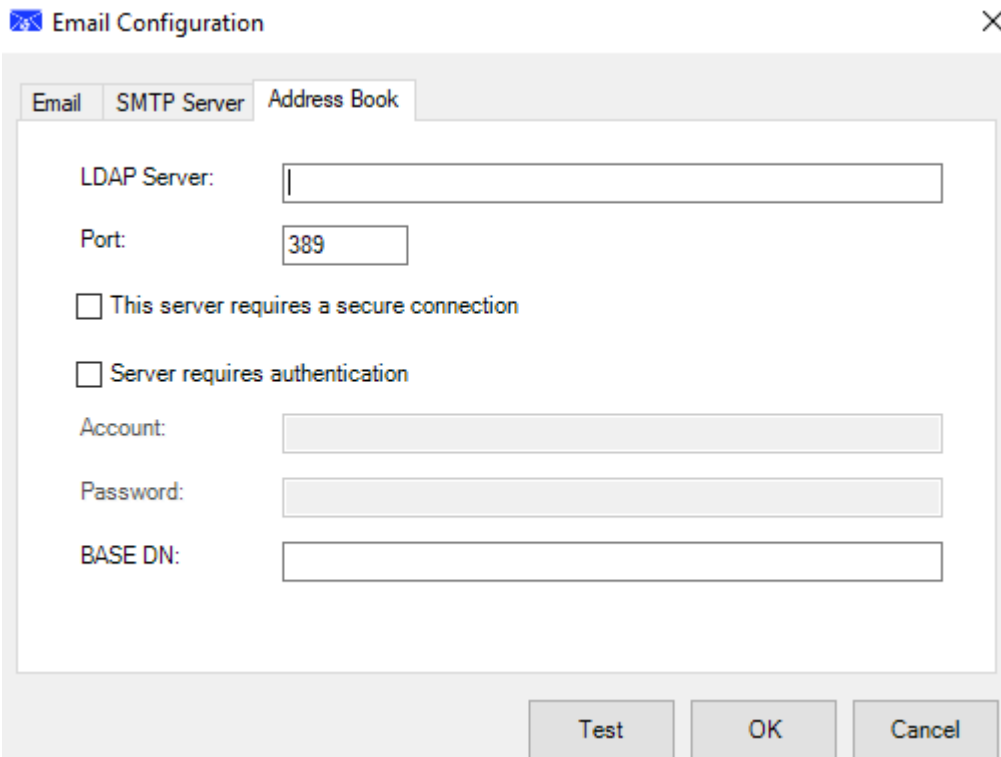 Email Configuration
Email SMTP Server Address Book
LDAP Server:
Port: 389
This server requires a secure connection
Server requires authentication
Account:
Password:
BASE DN:
Test OK Cancel